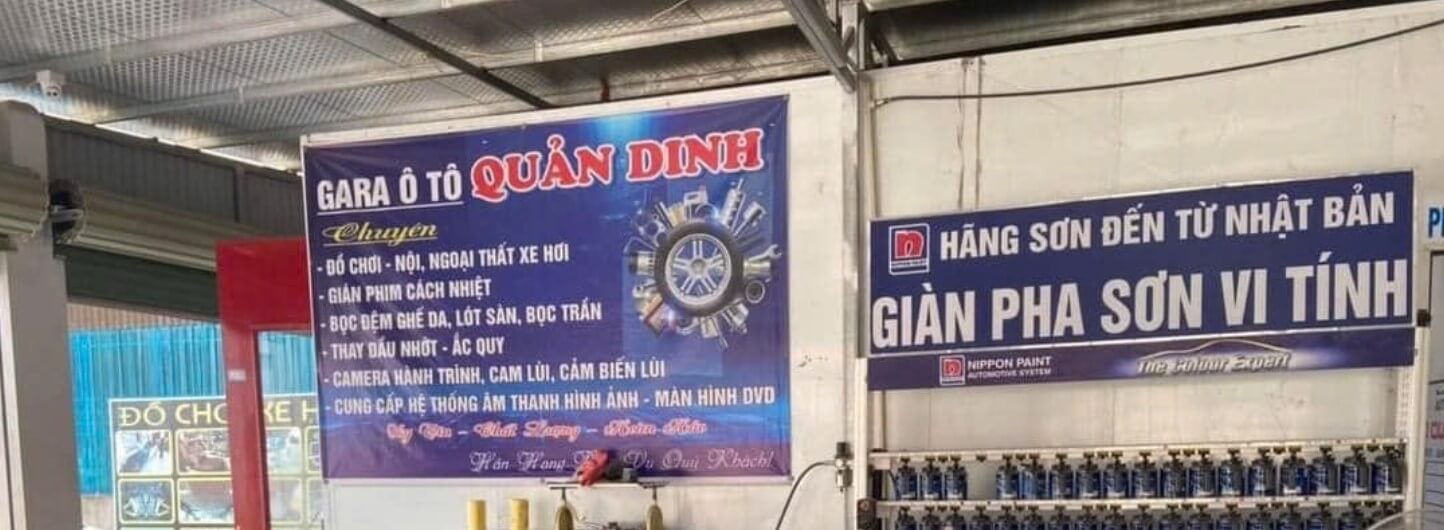 GARA Ô TÔ QUẢN DINH
Chuyên
- ĐỒ CHƠI - NỘI, NGOẠI THẤT XE HƠI
- GIÁN PHIM CÁCH NHIỆT
- BỌC ĐỆM GHẾ DA, LÓT SÀN, BỌC TRẦN
- THAY DẦU NHỚT - ẮC QUY
- CAMERA HÀNH TRÌNH, CAM LÙI, CẢM BIẾN LÙI
- CUNG CẤP HỆ THỐNG ÂM THANH HÌNH ẢNH - MÀN HÌNH DVD
Uy Tín - Chất Lượng - Hoàn Hảo
Hân Hạng Vụ Quý Khách!
ĐỒ CHƠI XE H
n
NIPPON PAINT
HÃNG SƠN ĐẾN TỪ NHẬT BẢN
GIÀN PHA SƠN VI TÍNH
n NIPPON PAINT
AUTOMOTIVE SYSTEM
The Colour Expert